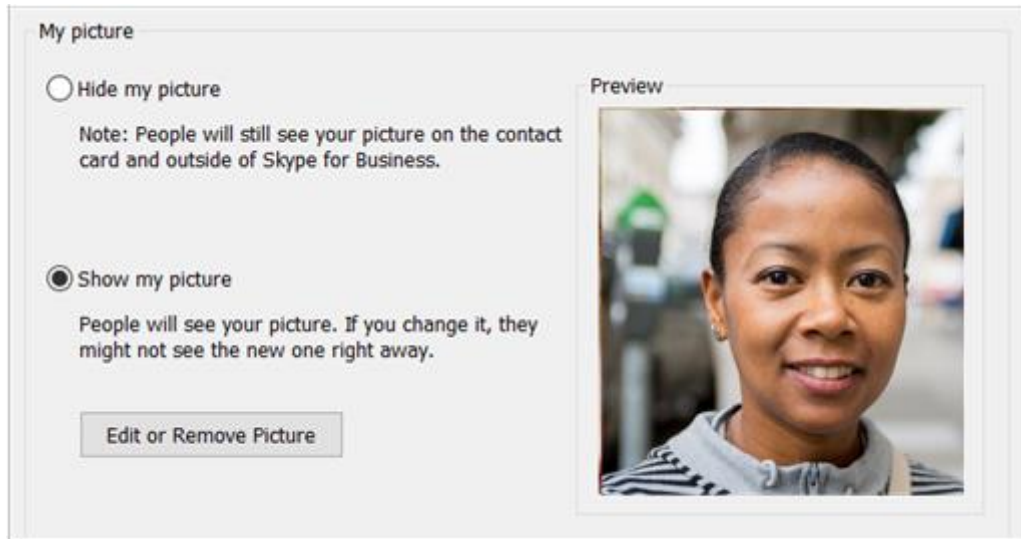 My picture
Hide my picture
Note: People will still see your picture on the contact
card and outside of Skype for Business.
Show my picture
People will see your picture. If you change it, they
might not see the new one right away.
Edit or Remove Picture
Preview